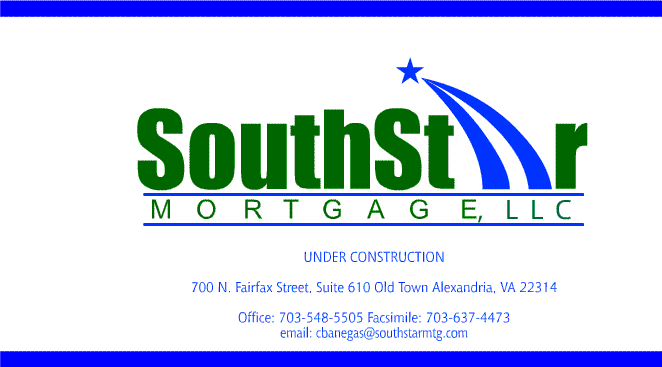 SouthStar
MORTGAGE, LLC
UNDER CONSTRUCTION
700 N. Fairfax Street, Suite 610 Old Town Alexandria, VA 22314
Office: 703-548-5505 Facsimile: 703-637-4473
email: cbanegas@southstarmtg.com